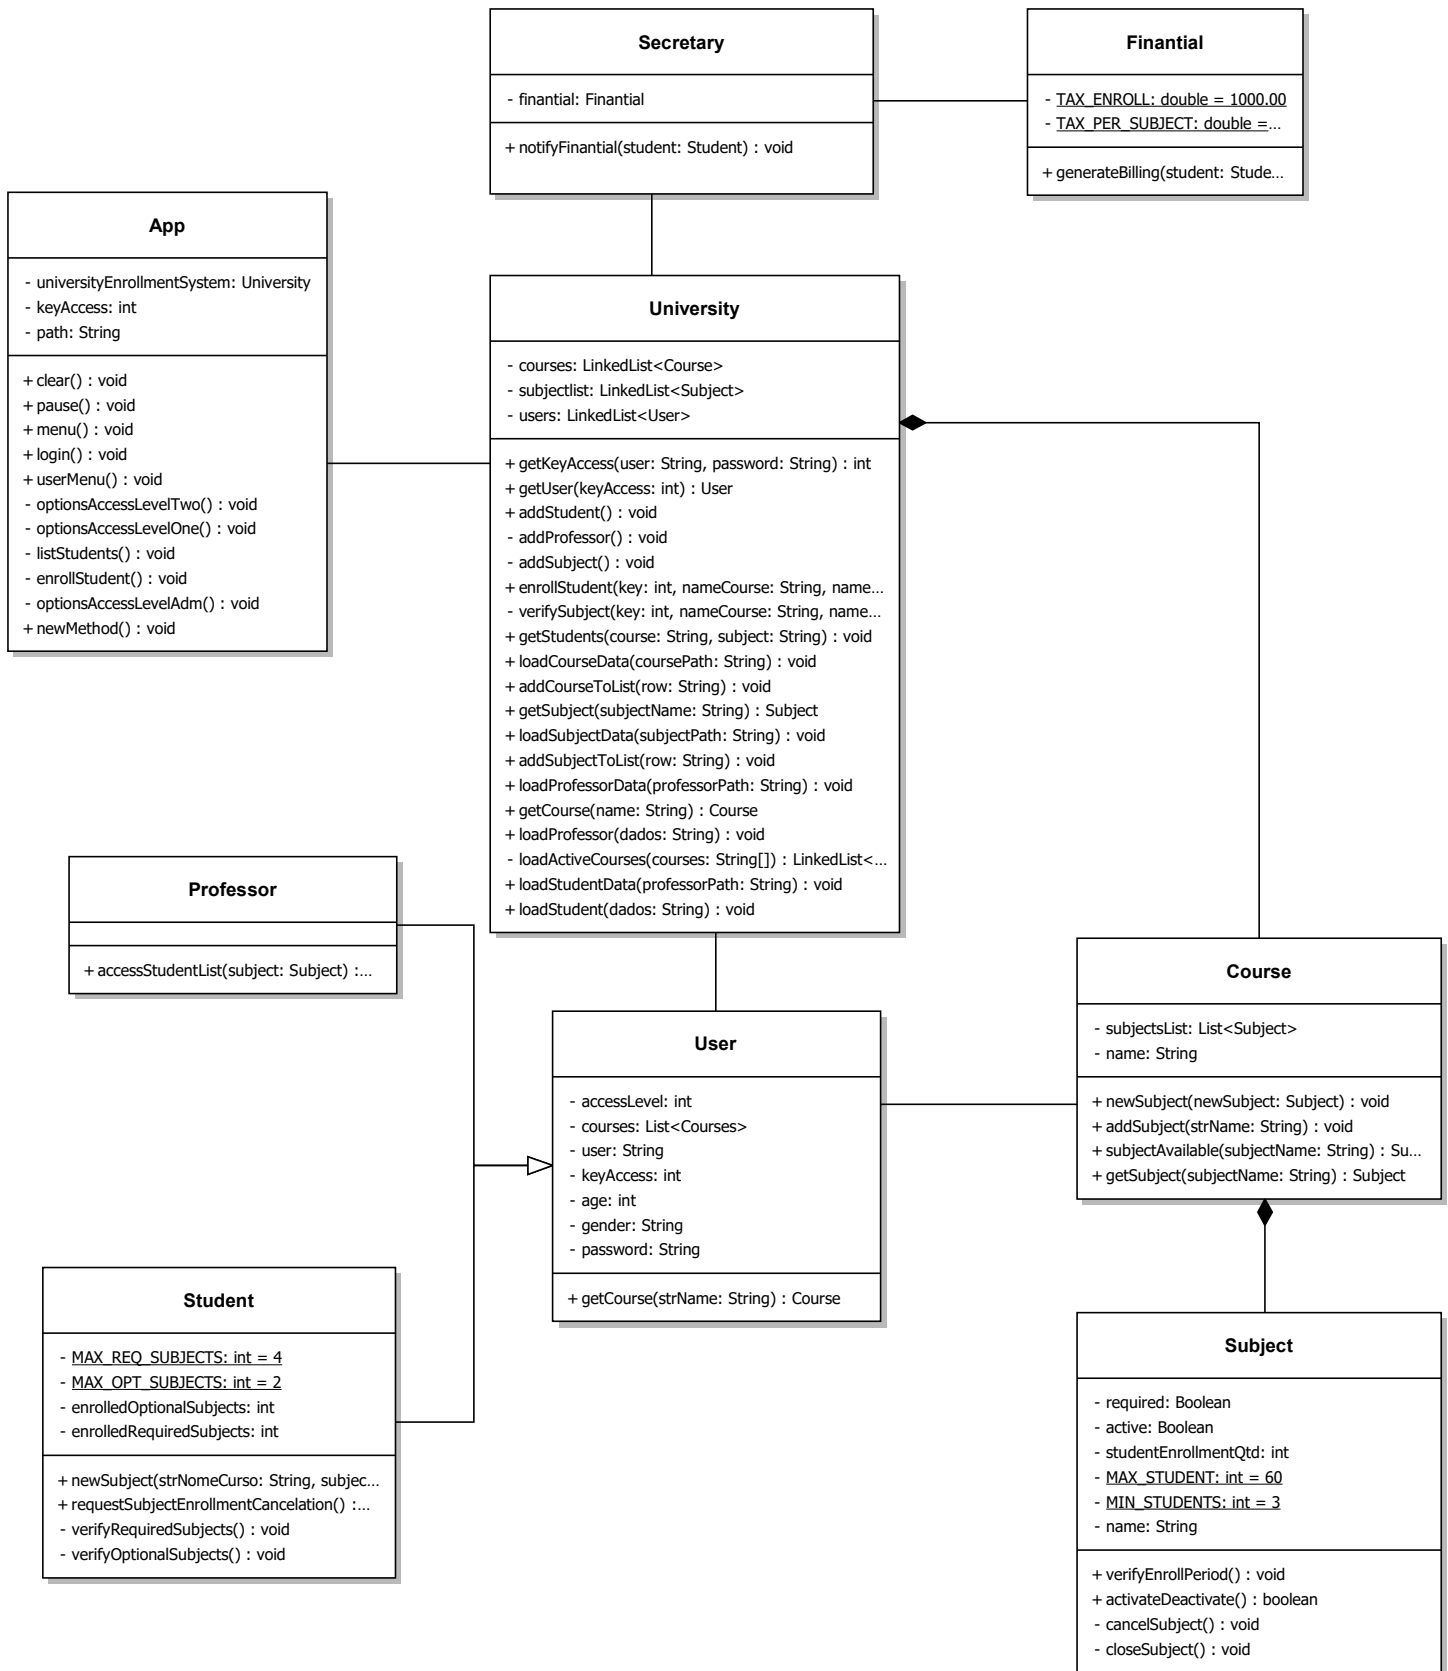 Secretary
- finantial: Finantial
+ notifyFinantial(student: Student) : void
Finantial
- TAX_ENROLL: double = 1000.00
- TAX_PER_SUBJECT: double =...
+ generateBilling(student: Stude...
App
- universityEnrollmentSystem: University
- keyAccess: int
- path: String
+ clear() : void
+ pause() : void
+ menu() : void
+ login() : void
+ userMenu() : void
- optionsAccessLevelTwo() : void
- optionsAccessLevelOne() : void
- listStudents() : void
- enrollStudent() : void
- optionsAccessLevelAdm() : void
+ newMethod() : void
University
- courses: LinkedList<Course>
- subjectlist: LinkedList<Subject>
- users: LinkedList<User>
+ getKeyAccess(user: String, password: String) : int
+ getUser(keyAccess: int) : User
+ addStudent() : void
- addProfessor() : void
- addSubject() : void
+ enrollStudent(key: int, nameCourse: String, name...
- verifySubject(key: int, nameCourse: String, name...
+ getStudents(course: String, subject: String) : void
+ loadCourseData(coursePath: String) : void
+ addCourseToList(row: String) : void
+ getSubject(subjectName: String) : Subject
+ loadSubjectData(subjectPath: String) : void
+ addSubjectToList(row: String) : void
+ loadProfessorData(professorPath: String) : void
+ getCourse(name: String) : Course
+ loadProfessor(dados: String) : void
- loadActiveCourses(courses: String[]) : LinkedList<...
+ loadStudentData(professorPath: String) : void
+ loadStudent(dados: String) : void
Professor
+ accessStudentList(subject: Subject) :...
User
- accessLevel: int
- courses: List<Courses>
- user: String
- keyAccess: int
- age: int
- gender: String
- password: String
+ getCourse(strName: String) : Course
Course
- subjectsList: List<Subject>
- name: String
+ newSubject(newSubject: Subject) : void
+ addSubject(strName: String) : void
+ subjectAvailable(subjectName: String) : Su...
+ getSubject(subjectName: String) : Subject
Student
- MAX_REQ_SUBJECTS: int = 4
- MAX_OPT_SUBJECTS: int = 2
- enrolledOptionalSubjects: int
- enrolledRequiredSubjects: int
+ newSubject(strNomeCurso: String, subjec...
+ requestSubjectEnrollmentCancelation() :...
- verifyRequiredSubjects() : void
- verifyOptionalSubjects() : void
Subject
- required: Boolean
- active: Boolean
- studentEnrollmentQtd: int
- MAX_STUDENT: int = 60
- MIN_STUDENTS: int = 3
- name: String
+ verifyEnrollPeriod() : void
+ activateDeactivate() : boolean
- cancelSubject() : void
- closeSubject() : void